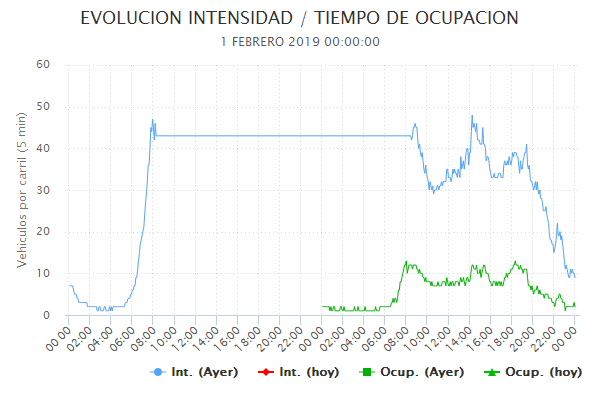 EVOLUCION INTENSIDAD / TIEMPO DE OCUPACION
1 FEBRERO 2019 00:00:00
Vehiculos por carril (5 min)
60
50
40
30
20
10
0
00:00 02:00 04:00 06:00 08:00 10:00 12:00 14:00 16:00 18:00 20:00 22:00 00:00 02:00 04:00 06:00 08:00 10:00 12:00 14:00 16:00 18:00 20:00 22:00 00:00
Int. (Ayer) Int. (hoy) Ocup. (Ayer) Ocup. (hoy)